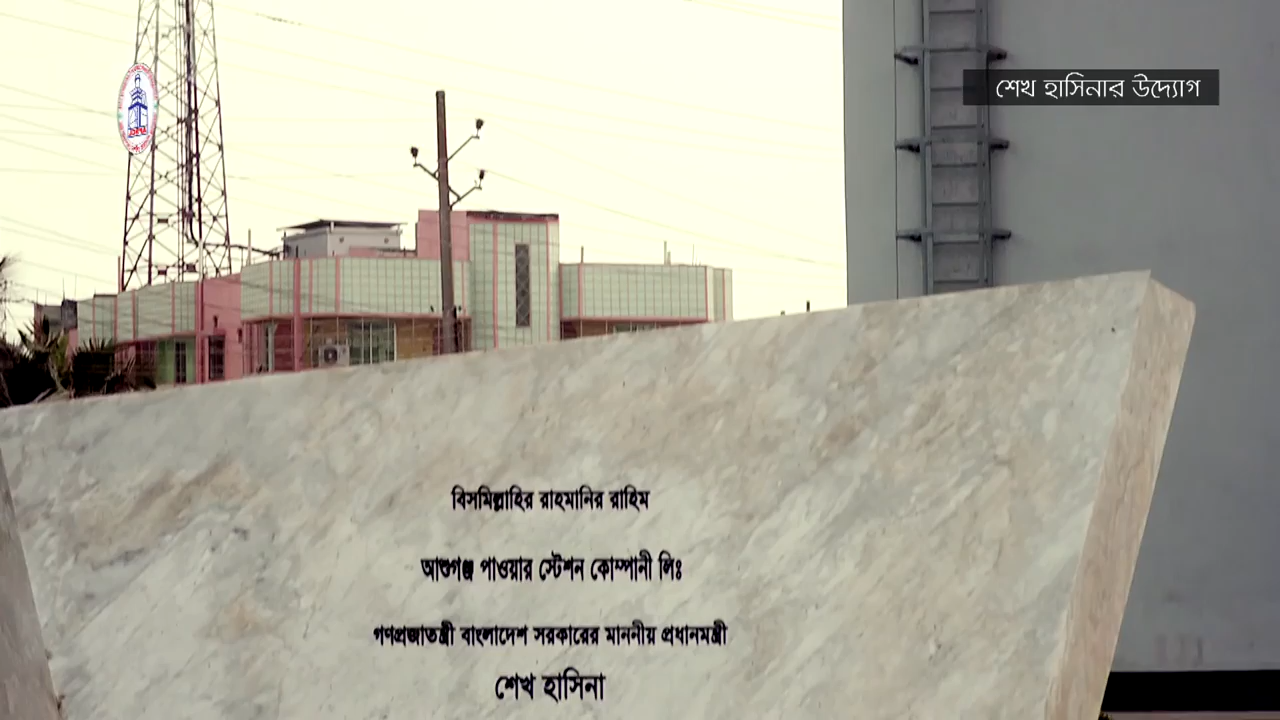 শেখ হাসিনার উদ্যোগ
বিসমিল্লাহির রাহমানির রাহিম
আশুগঞ্জ পাওয়ার স্টেশন কোম্পানী লিঃ
গণপ্রজাতন্ত্রী বাংলাদেশ সরকারের মাননীয় প্রধানমন্ত্রী
শেখ হাসিনা